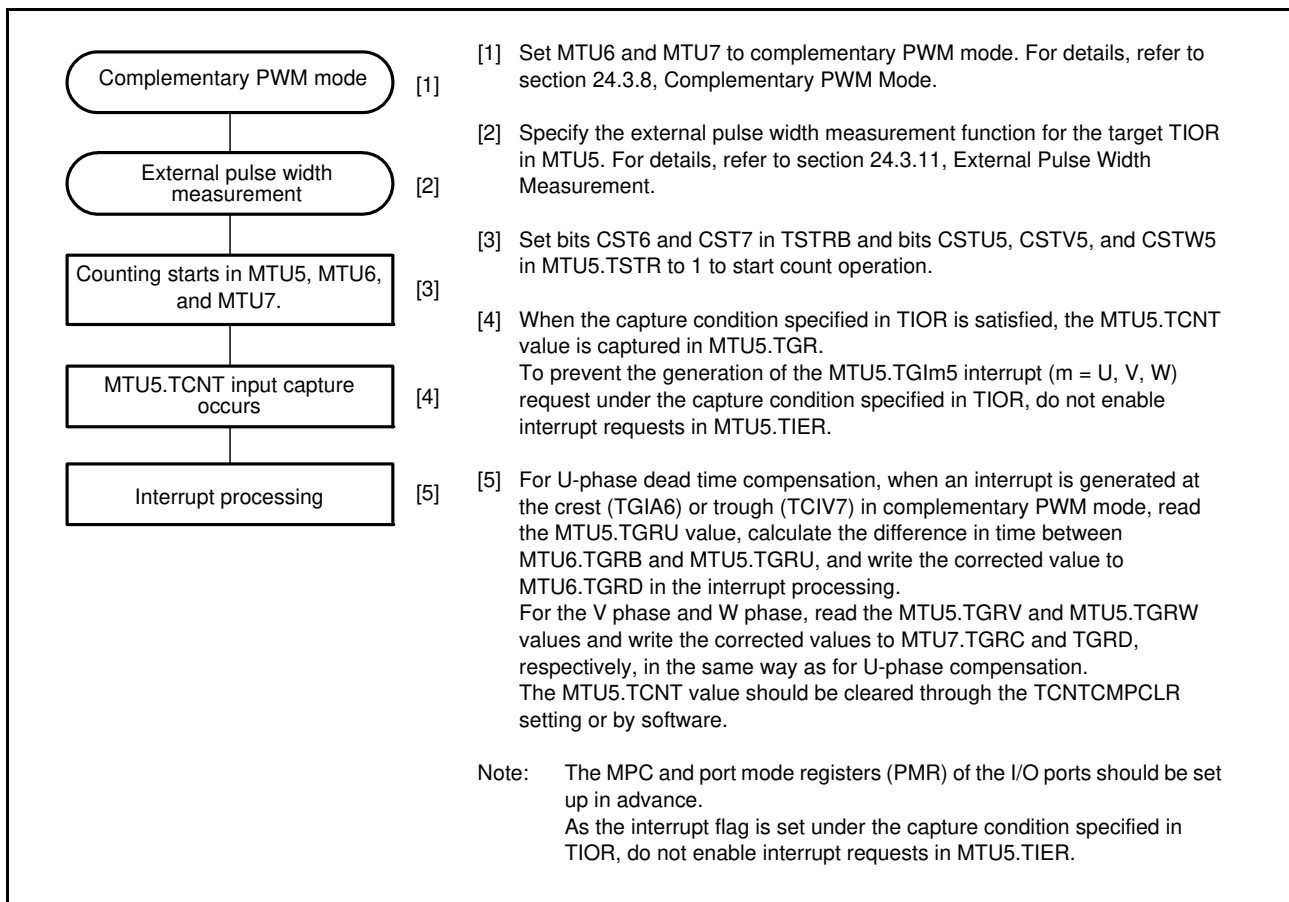 Complementary PWM mode
[1]
External pulse width
measurement
[2]
Counting starts in MTU5, MTU6,
and MTU7.
[3]
MTU5.TCNT input capture
occurs
[4]
Interrupt processing
[5]
[1] Set MTU6 and MTU7 to complementary PWM mode. For details, refer to
section 24.3.8, Complementary PWM Mode.
[2] Specify the external pulse width measurement function for the target TIOR
in MTU5. For details, refer to section 24.3.11, External Pulse Width
Measurement.
[3] Set bits CST6 and CST7 in TSTRB and bits CSTU5, CSTV5, and CSTW5
in MTU5.TSTR to 1 to start count operation.
[4] When the capture condition specified in TIOR is satisfied, the MTU5.TCNT
value is captured in MTU5.TGR.
To prevent the generation of the MTU5.TGIm5 interrupt (m = U, V, W)
request under the capture condition specified in TIOR, do not enable
interrupt requests in MTU5.TIER.
[5] For U-phase dead time compensation, when an interrupt is generated at
the crest (TGIA6) or trough (TCIV7) in complementary PWM mode, read
the MTU5.TGRU value, calculate the difference in time between
MTU6.TGRB and MTU5.TGRU, and write the corrected value to
MTU6.TGRD in the interrupt processing.
For the V phase and W phase, read the MTU5.TGRV and MTU5.TGRW
values and write the corrected values to MTU7.TGRC and TGRD,
respectively, in the same way as for U-phase compensation.
The MTU5.TCNT value should be cleared through the TCNTCMPCLR
setting or by software.
Note: The MPC and port mode registers (PMR) of the I/O ports should be set
up in advance.
As the interrupt flag is set under the capture condition specified in
TIOR, do not enable interrupt requests in MTU5.TIER.